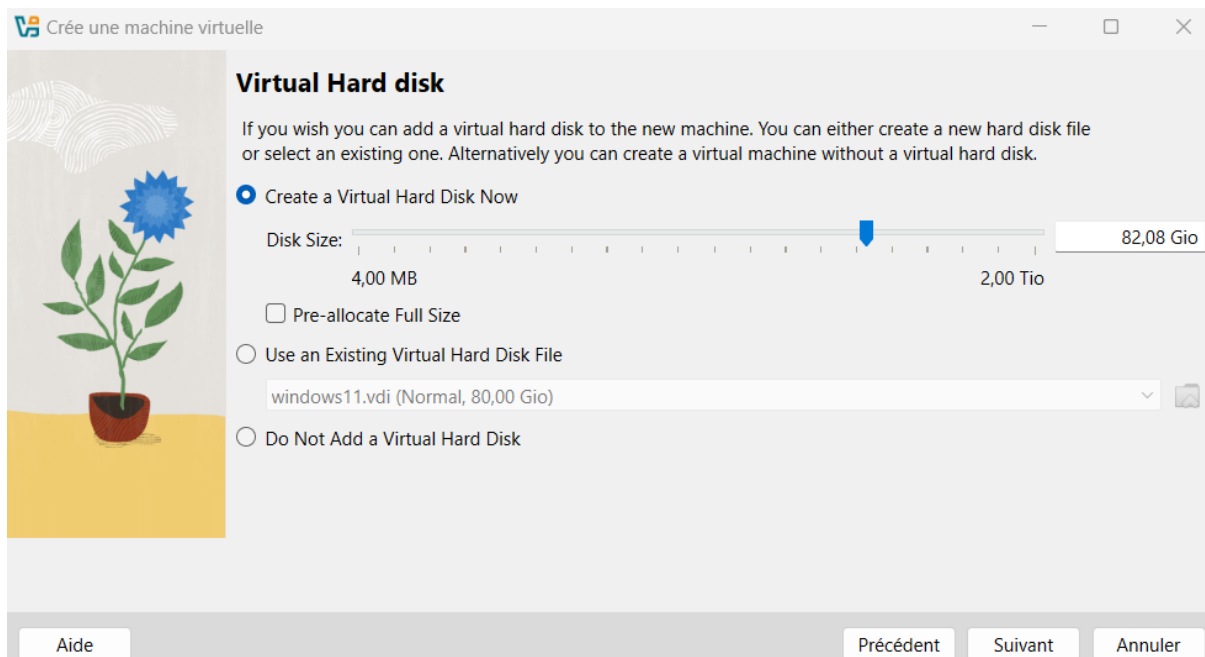 Crée une machine virtuelle
Virtual Hard disk
If you wish you can add a virtual hard disk to the new machine. You can either create a new hard disk file
or select an existing one. Alternatively you can create a virtual machine without a virtual hard disk.
Create a Virtual Hard Disk Now
Disk Size: 82,08 Gio
4,00 MB 2,00 Tio
Pre-allocate Full Size
Use an Existing Virtual Hard Disk File
windows11.vdi (Normal, 80,00 Gio)
Do Not Add a Virtual Hard Disk
Aide Précédent Suivant Annuler